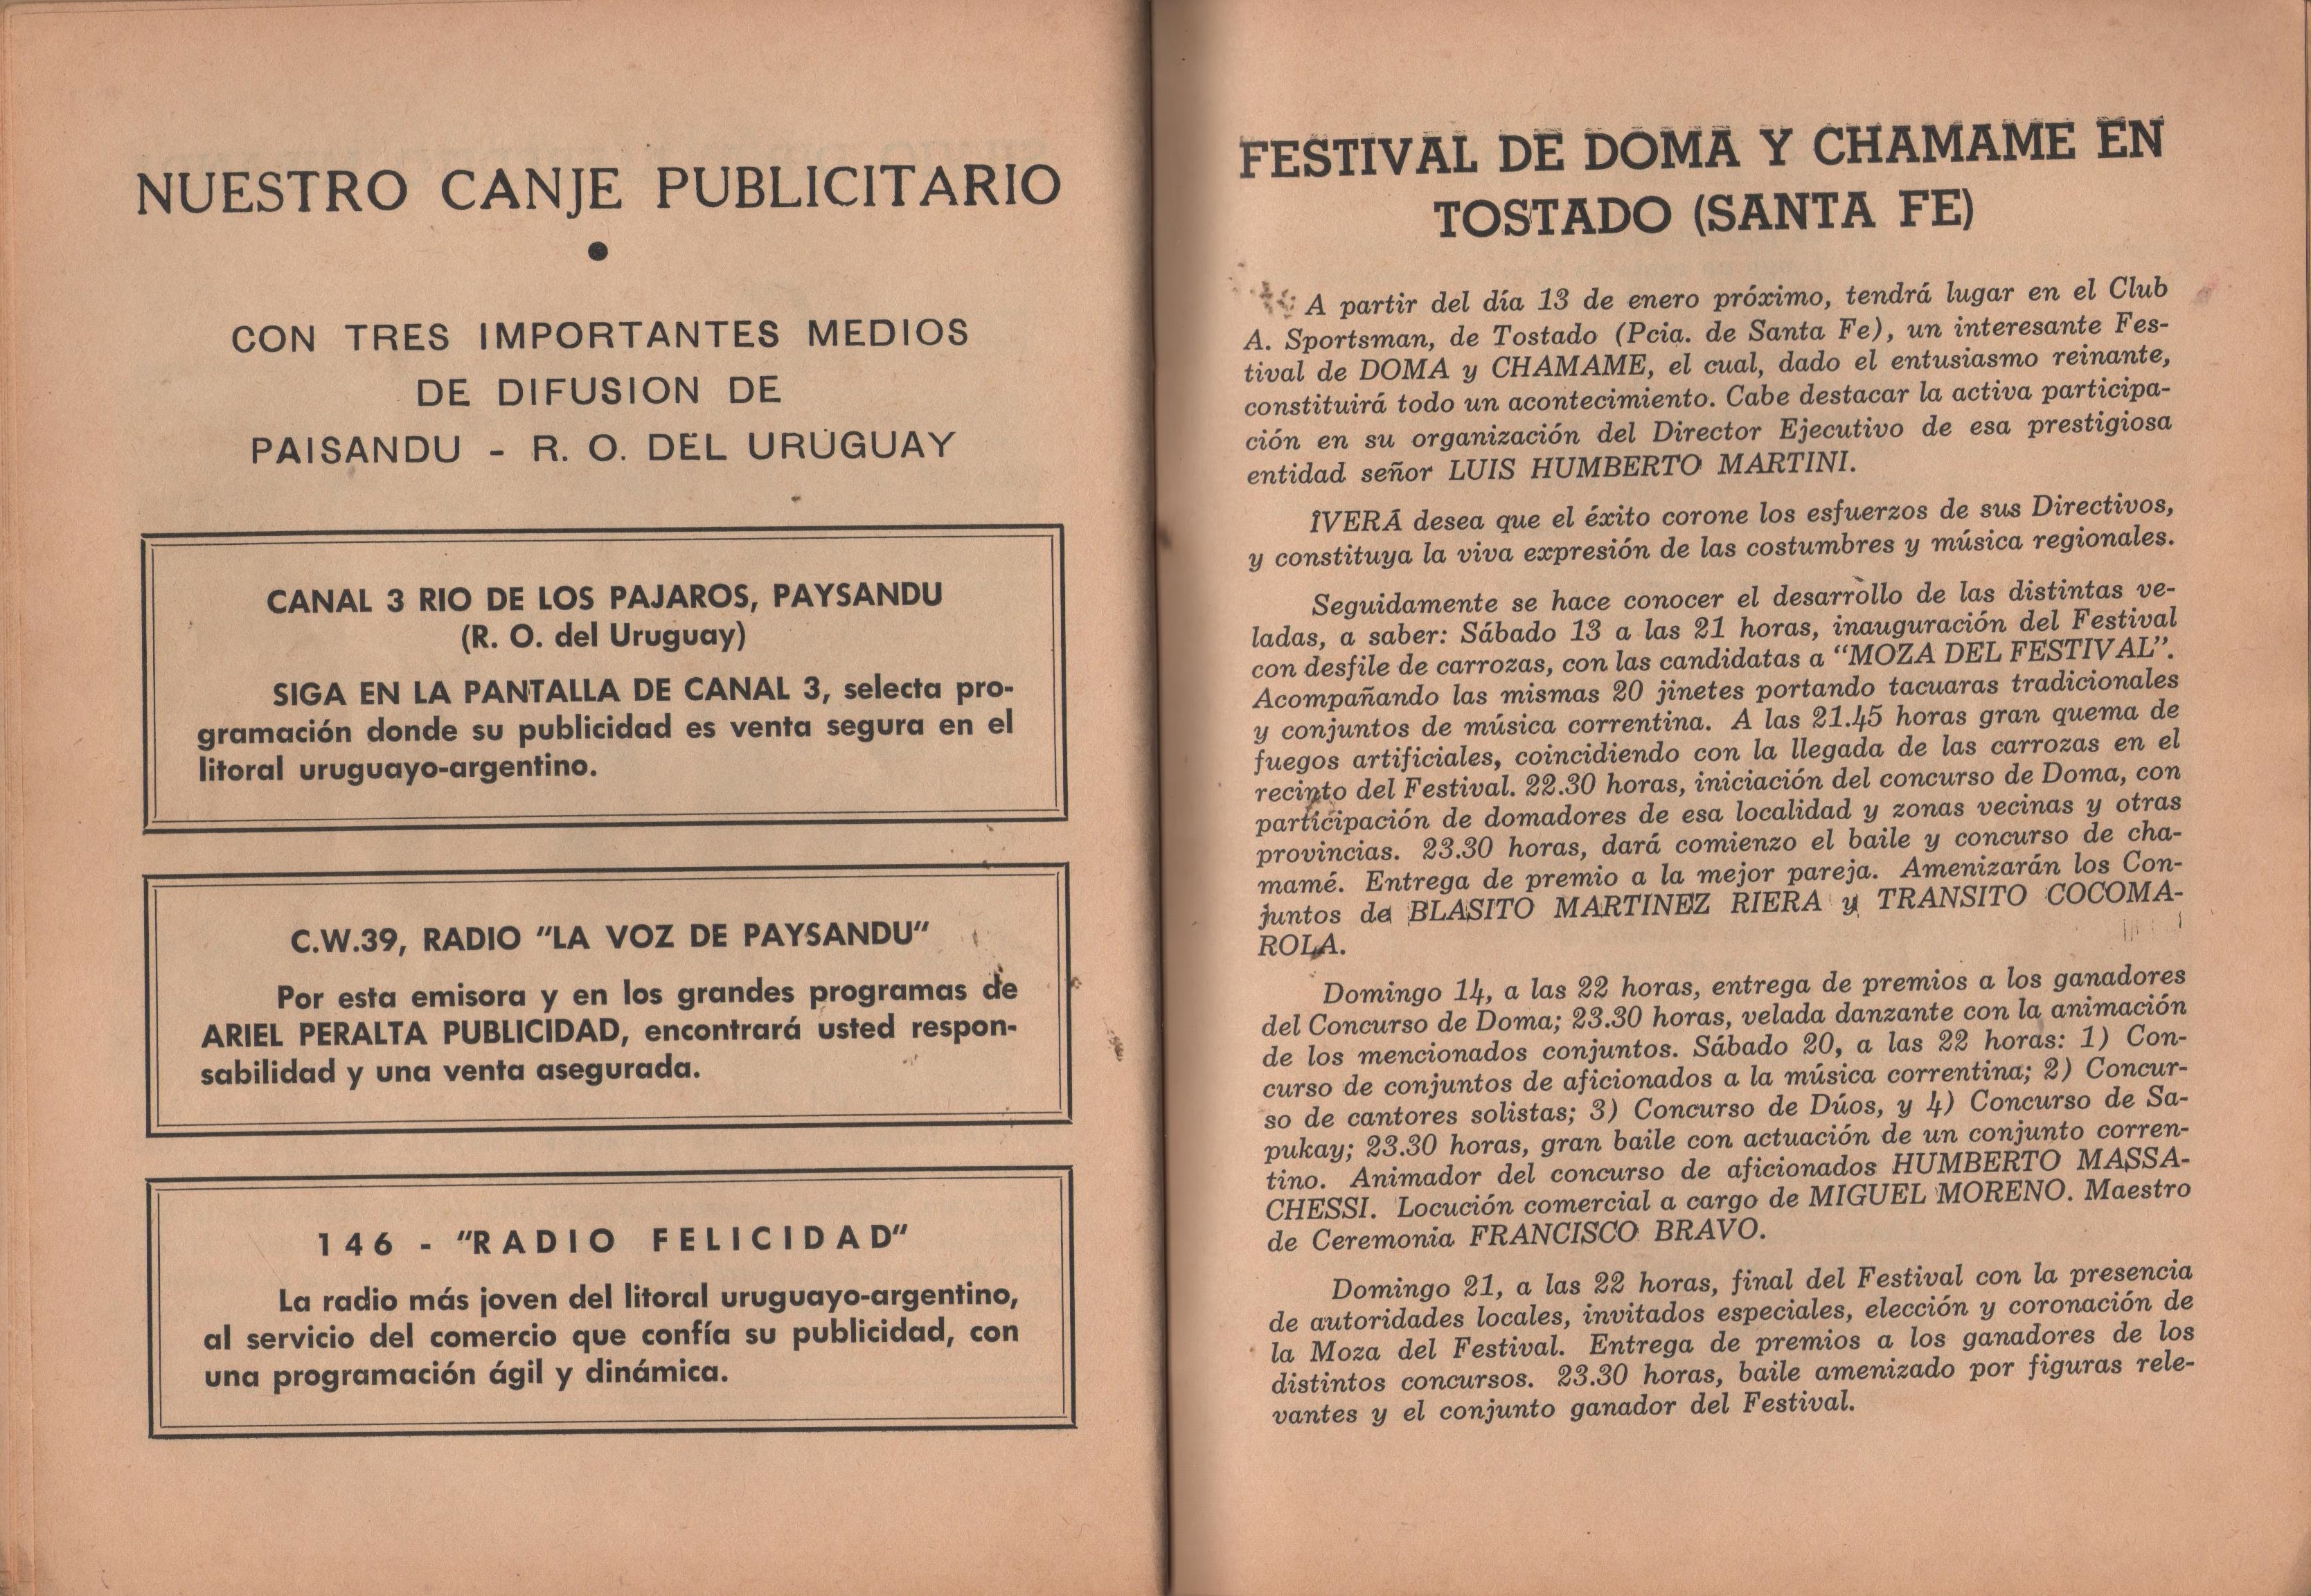 NUESTRO CANJE PUBLICITARIO
●
CON TRES IMPORTANTES MEDIOS
DE DIFUSION DE
PAISANDU - R. O. DEL URUGUAY
CANAL 3 RIO DE LOS PAJAROS, PAYSANDU
(R. O. del Uruguay)
SIGA EN LA PANTALLA DE CANAL 3, selecta pro-
gramación donde su publicidad es venta segura en el
litoral uruguayo-argentino.
C.W.39, RADIO "LA VOZ DE PAYSANDU"
Por esta emisora y en los grandes programas de
ARIEL PERALTA PUBLICIDAD, encontrará usted respon-
sabilidad y una venta asegurada.
146 - "RADIO FELICIDAD"
La radio más joven del litoral uruguayo-argentino,
al servicio del comercio que confía su publicidad, con
una programación ágil y dinámica.
FESTIVAL DE DOMA Y CHAMAME EN
TOSTADO (SANTA FE)
A partir del día 13 de enero próximo, tendrá lugar en el Club
A. Sportsman, de Tostado (Pcia. de Santa Fe), un interesante Fes-
tival de DOMA y CHAMAME, el cual, dado el entusiasmo reinante,
constituirá todo un acontecimiento. Cabe destacar la activa participa-
ción en su organización del Director Ejecutivo de esa prestigiosa
entidad señor LUIS HUMBERTO MARTINI.
ÎVERÁ desea que el éxito corone los esfuerzos de sus Directivos,
y constituya la viva expresión de las costumbres y música regionales.
Seguidamente se hace conocer el desarrollo de las distintas ve-
ladas, a saber: Sábado 13 a las 21 horas, inauguración del Festival
con desfile de carrozas, con las candidatas a "MOZA DEL FESTIVAL".
Acompañando las mismas 20 jinetes portando tacuaras tradicionales
y conjuntos de música correntina. A las 21.45 horas gran quema de
fuegos artificiales, coincidiendo con la llegada de las carrozas en el
recinto del Festival. 22.30 horas, iniciación del concurso de Doma, con
participación de domadores de esa localidad y zonas vecinas y otras
provincias. 23.30 horas, dará comienzo el baile y concurso de cha-
mamé. Entrega de premio a la mejor pareja. Amenizarán los Con-
juntos de BLASITO MARTINEZ RIERA y TRANSITO COCOMA-
ROLA.
Domingo 14, a las 22 horas, entrega de premios a los ganadores
del Concurso de Doma; 23.30 horas, velada danzante con la animación
de los mencionados conjuntos. Sábado 20, a las 22 horas: 1) Con-
curso de conjuntos de aficionados a la música correntina; 2) Concur-
so de cantores solistas; 3) Concurso de Dúos, y 4) Concurso de Sa-
pukay; 23.30 horas, gran baile con actuación de un conjunto corren-
tino. Animador del concurso de aficionados HUMBERTO MASSA-
CHESSI. Locución comercial a cargo de MIGUEL MORENO. Maestro
de Ceremonia FRANCISCO BRAVO.
Domingo 21, a las 22 horas, final del Festival con la presencia
de autoridades locales, invitados especiales, elección y coronación de
la Moza del Festival. Entrega de premios a los ganadores de los
distintos concursos. 23.30 horas, baile amenizado por figuras rele-
vantes y el conjunto ganador del Festival.